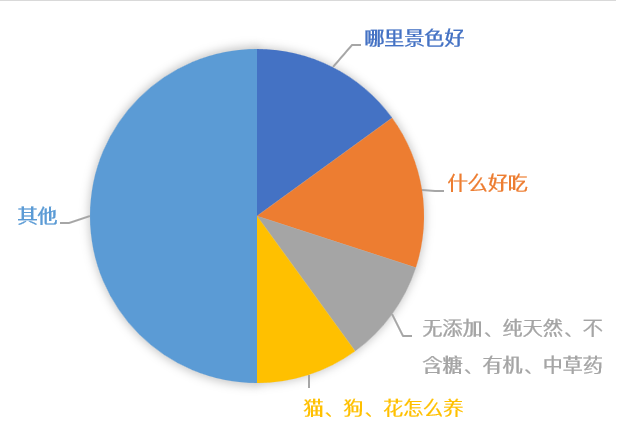 哪里景色好
什么好吃
其他
无添加、纯天然、不
含糖、有机、中草药
猫、狗、花怎么养